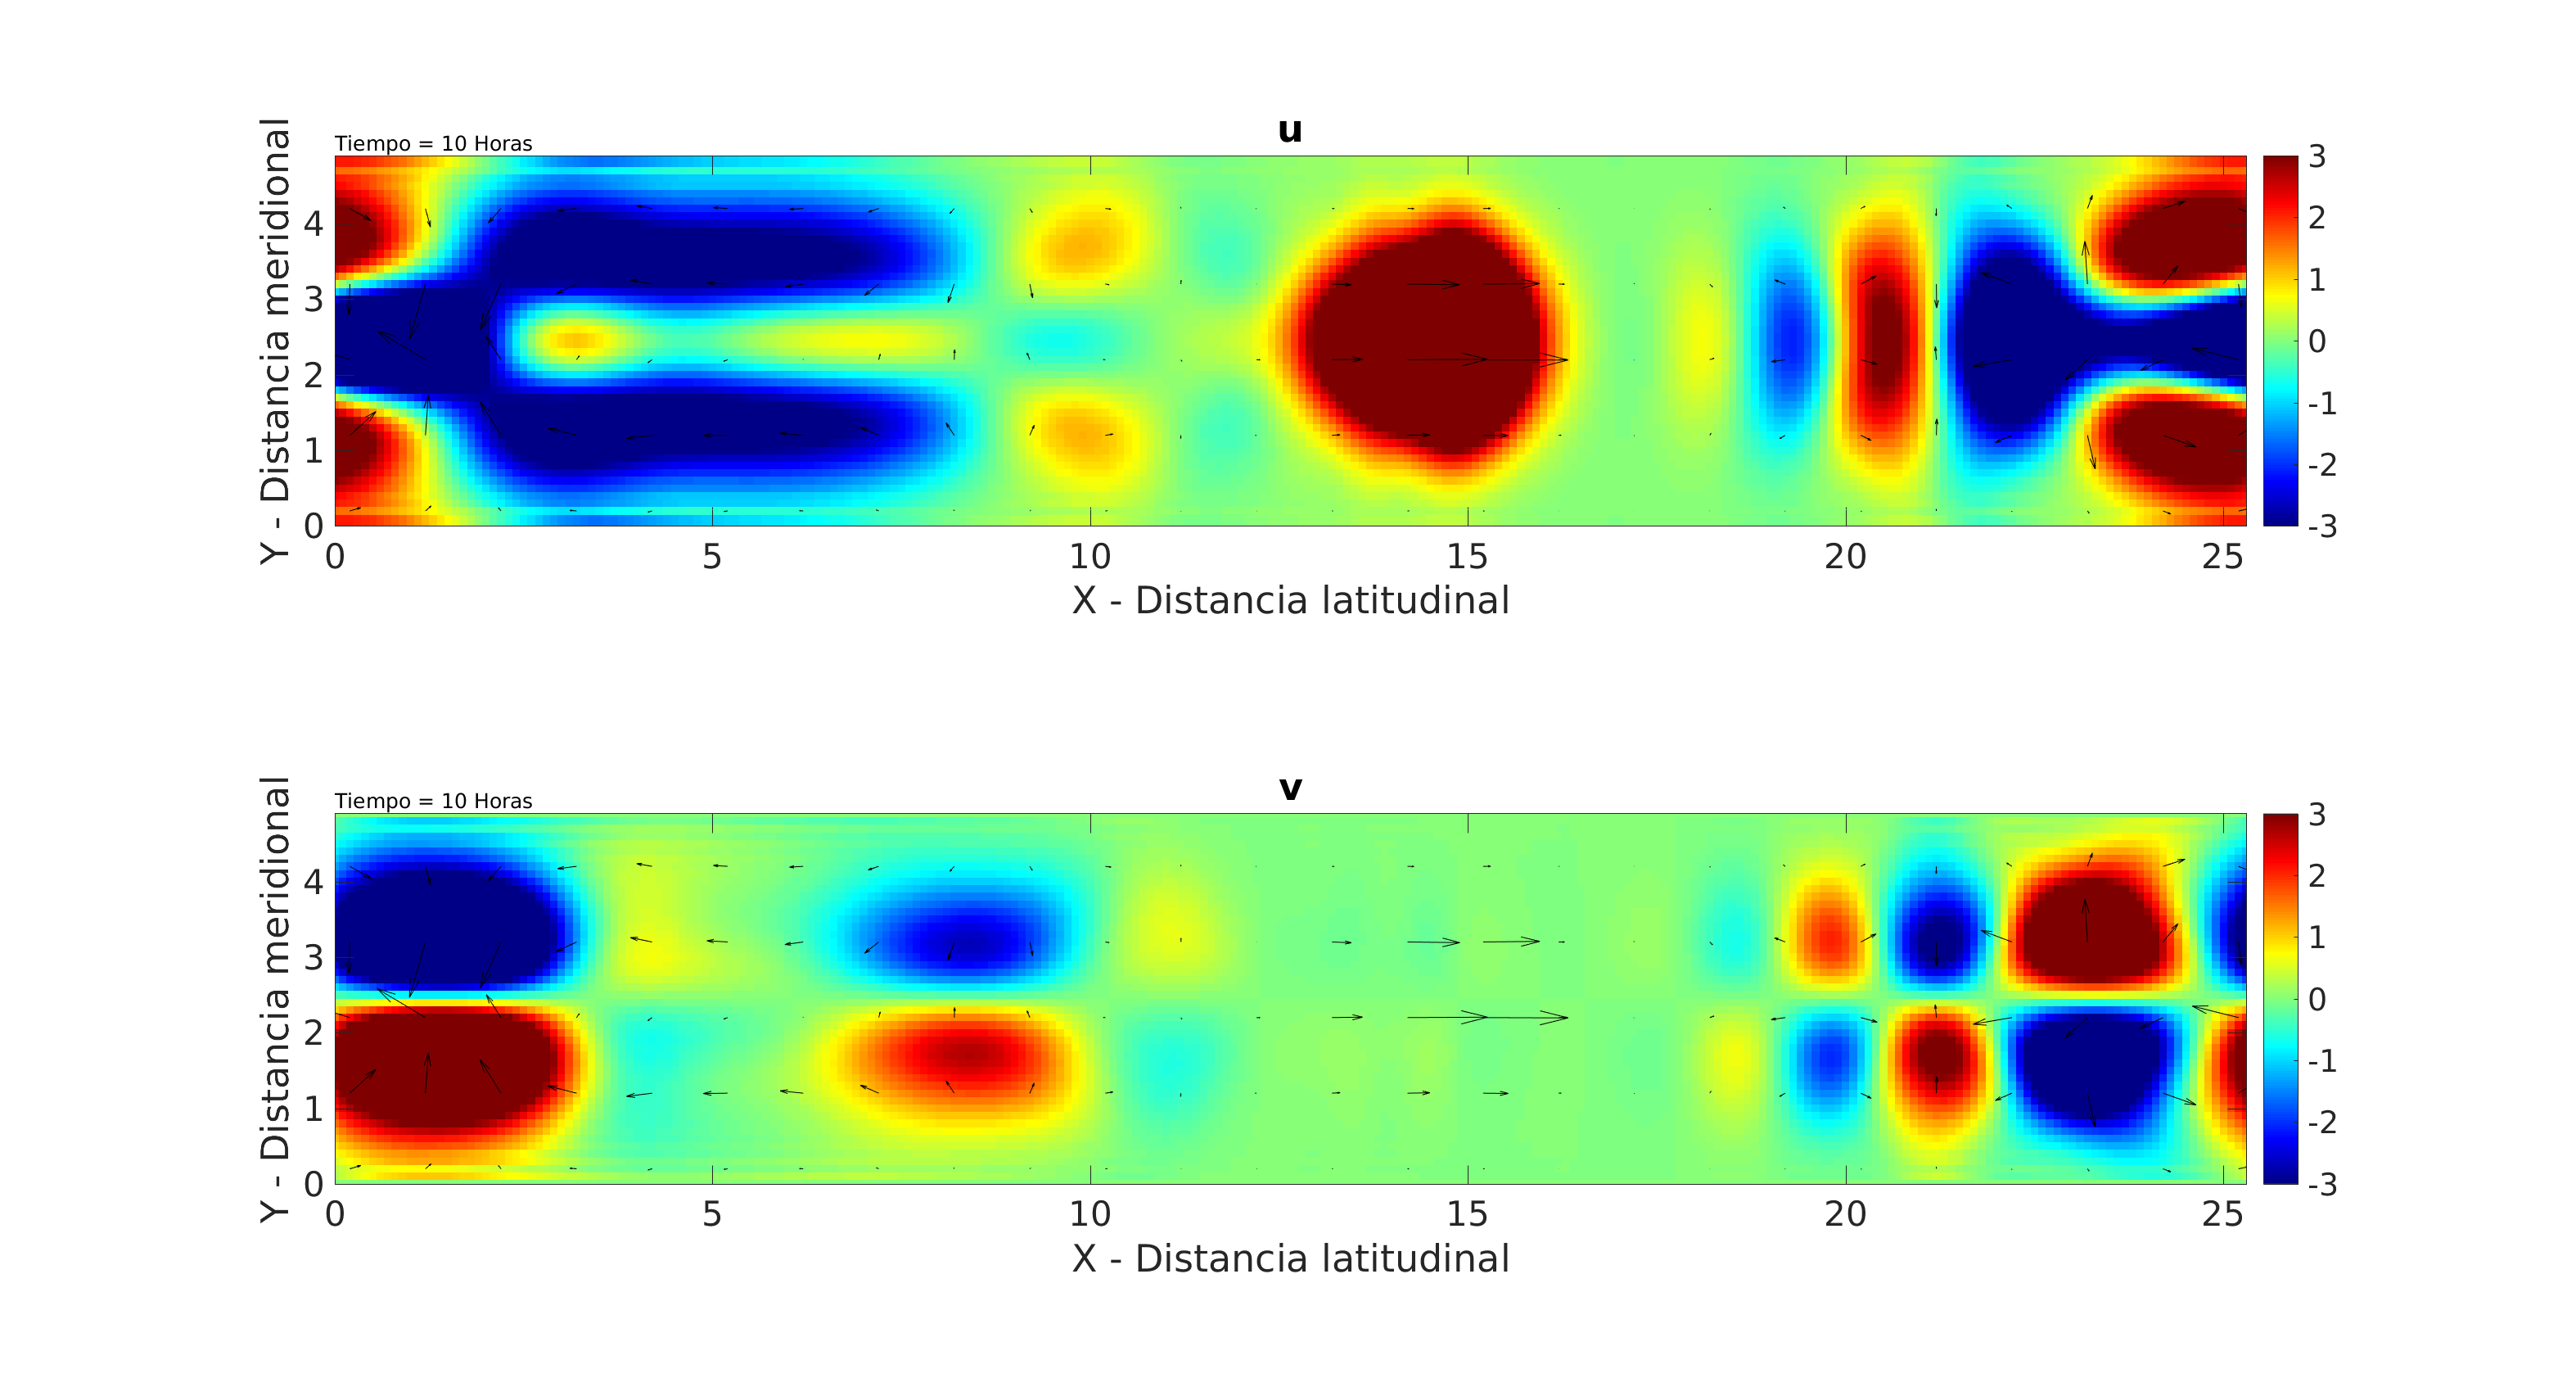 u
Tiempo = 10 Horas
Y - Distancia meridional
4
3
2
1
0
0 5 10 15 20 25
X - Distancia latitudinal
3
2
1
0
-1
-2
-3
v
Tiempo = 10 Horas
Y - Distancia meridional
4
3
2
1
0
0 5 10 15 20 25
X - Distancia latitudinal
3
2
1
0
-1
-2
-3